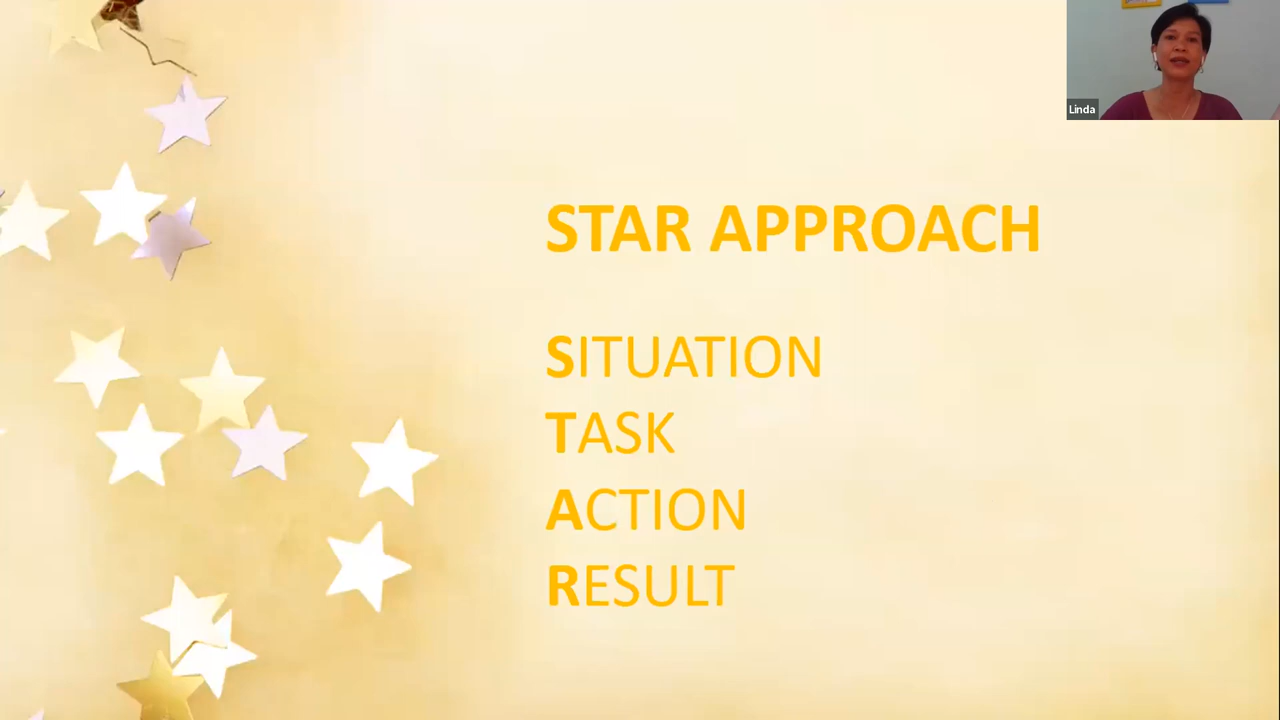 Linda
STAR APPROACH
SITUATION
TASK
ACTION
RESULT